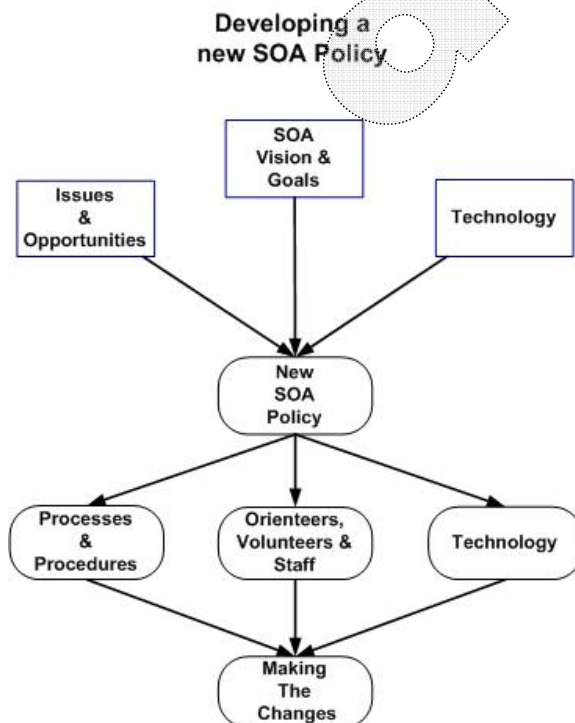 Developing a
new SOA Policy
SOA
Vision &
Goals
Issues
&
Opportunities
Technology
New
SOA
Policy
Processes
&
Procedures
Orienteers,
Volunteers &
Staff
Technology
Making
The
Changes